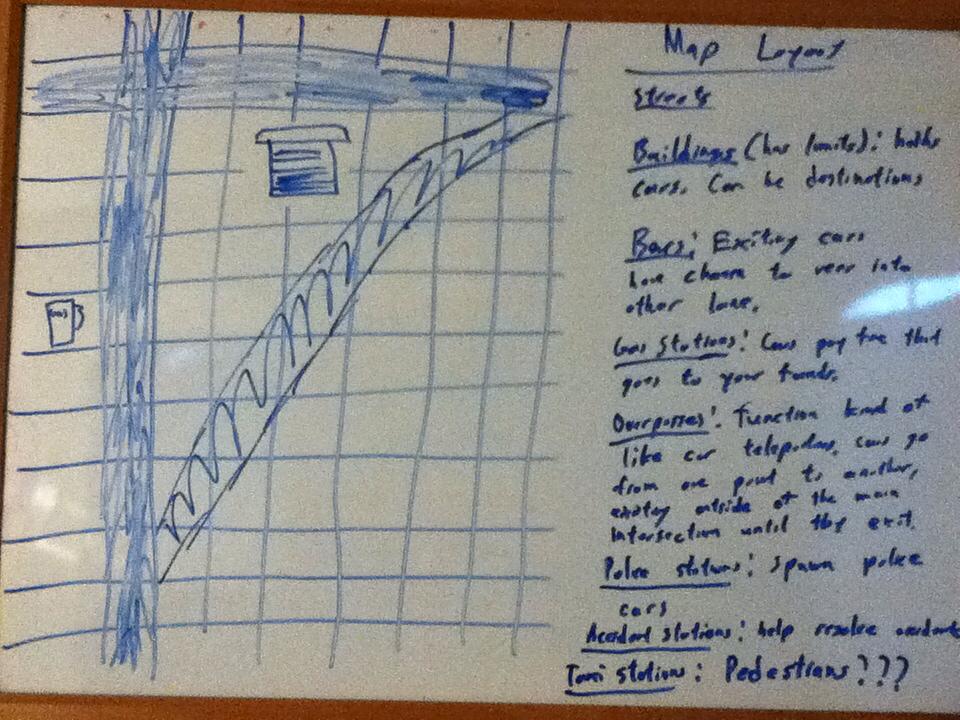 Map Layout
Streets
Buildings (has limits): holds
cars. Can be destinations
Bars: Exiting cars
have chance to veer into
other lane.
Gas
Gas Stations: Cars pay fee that
goes to your funds.
Overpasses: Function kind of
like car teleporters, cars go
from one point to another,
existing outside of the main
intersection until they exit.
Police stations: spawn police
cars
Accident stations: help resolve accidents
Taxi stations: Pedestrians???